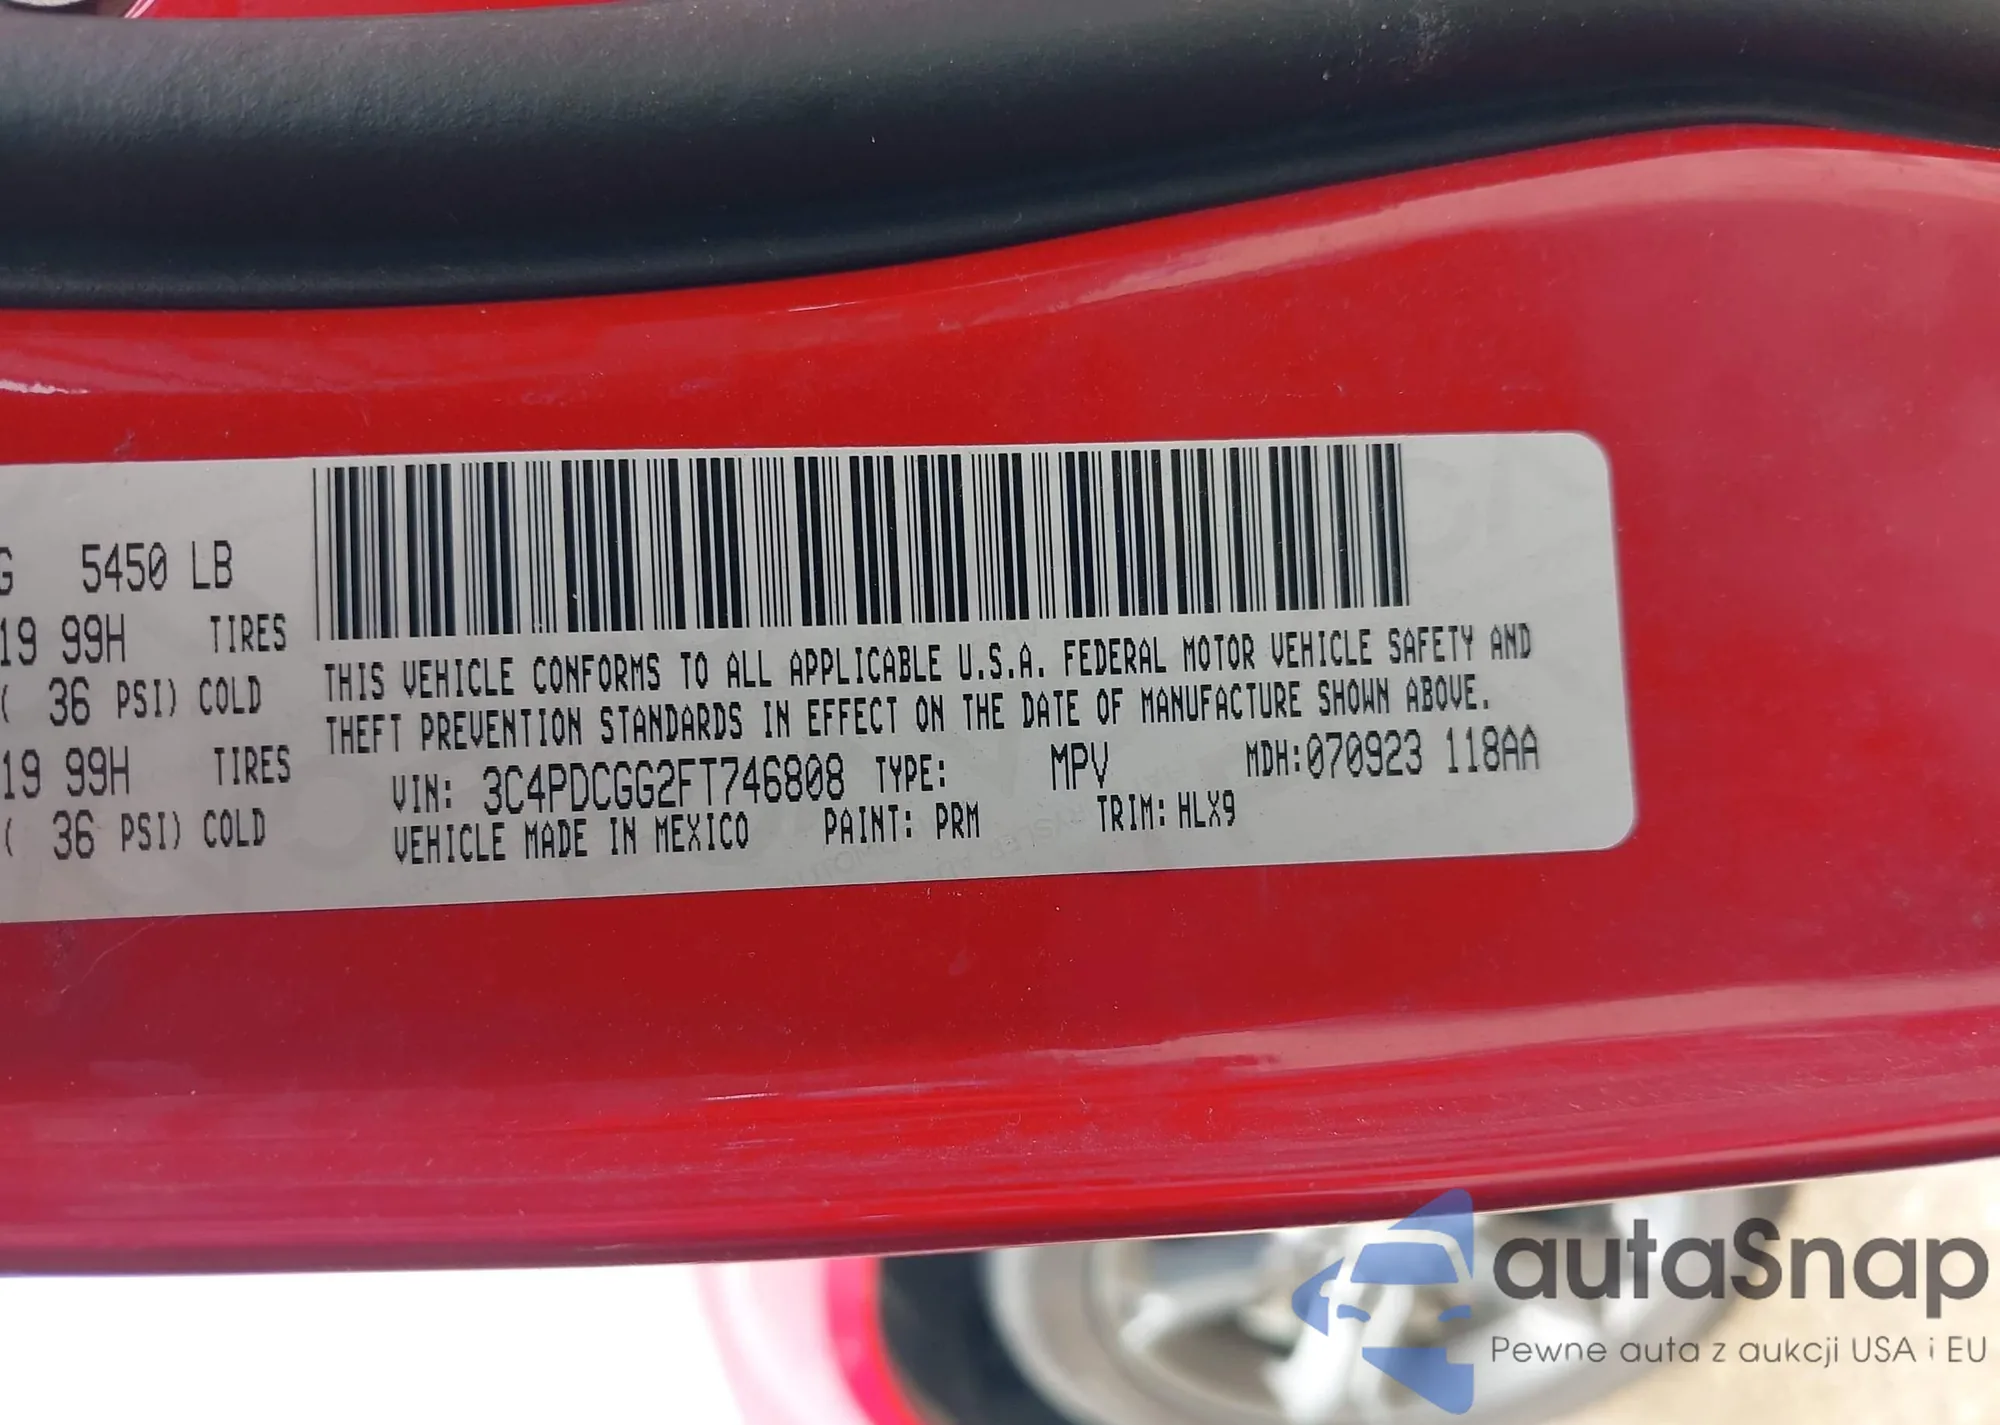 G 5450 LB
19 99H TIRES
( 36 PSI) COLD
19 99H TIRES
( 36 PSI) COLD
THIS VEHICLE CONFORMS TO ALL APPLICABLE U.S.A. FEDERAL MOTOR VEHICLE SAFETY AND
THEFT PREVENTION STANDARDS IN EFFECT ON THE DATE OF MANUFACTURE SHOWN ABOVE.
VIN: 3C4PDCGG2FT746808 TYPE: MPV MDH:070923 118AA
VEHICLE MADE IN MEXICO PAINT: PRM TRIM: HLX9
autaSnap
Pewne auta z aukcji USA i EU